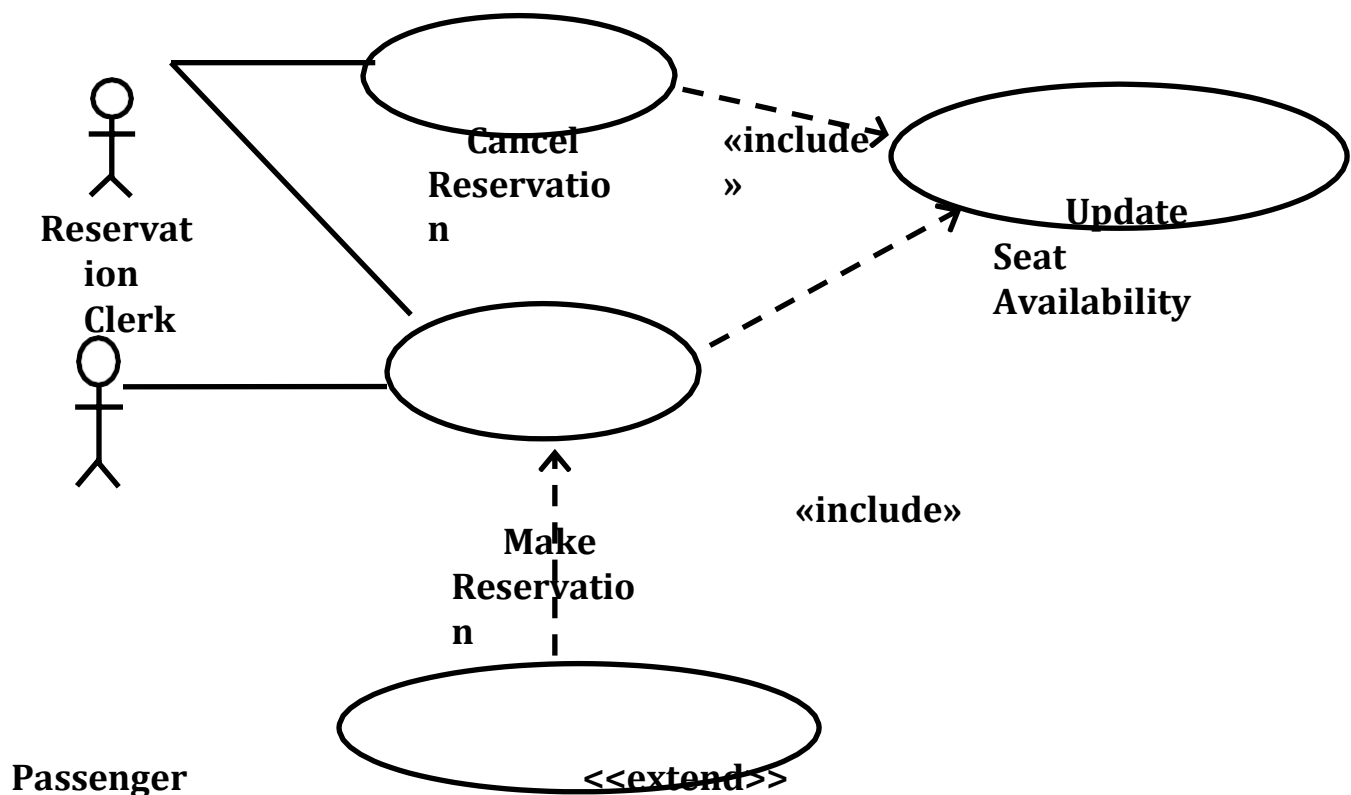 Cancel
Reservatio
n
«include
»
Update
Seat
Availability
Reservat
ion
Clerk
«include»
Make
Reservatio
n
Passenger
<<extend>>